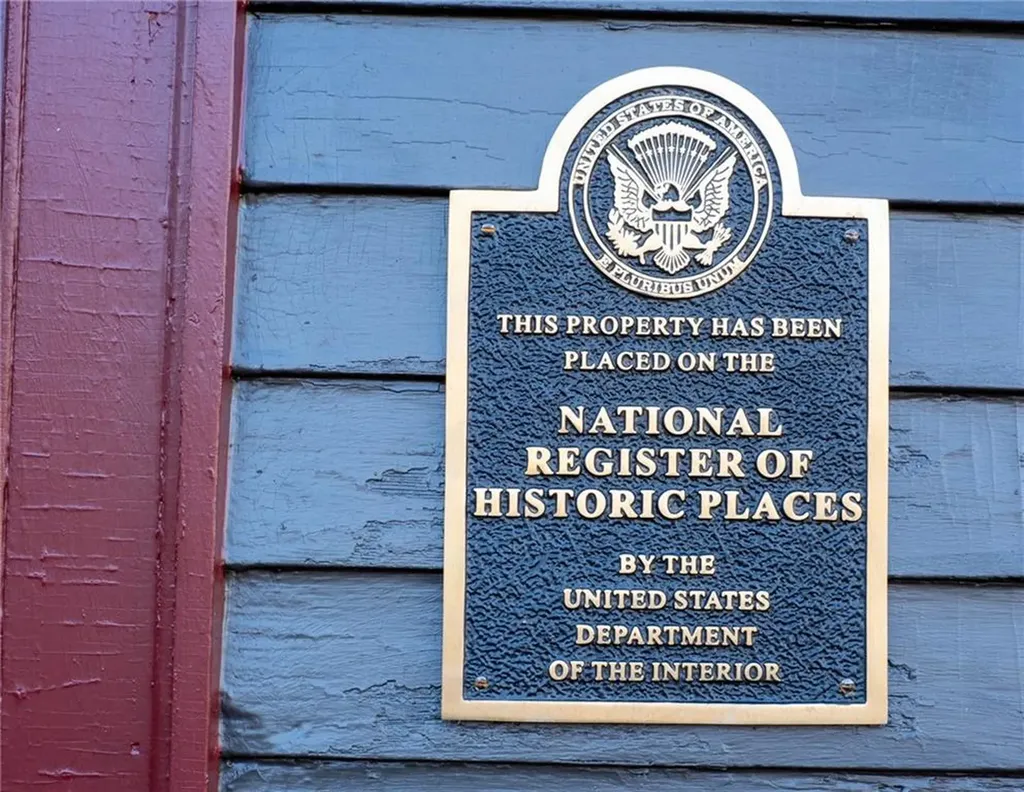 UNITED STATES OF AMERICA
E PLURIBUS UNUM
THIS PROPERTY HAS BEEN
PLACED ON THE
NATIONAL
REGISTER OF
HISTORIC PLACES
BY THE
UNITED STATES
DEPARTMENT
OF THE INTERIOR